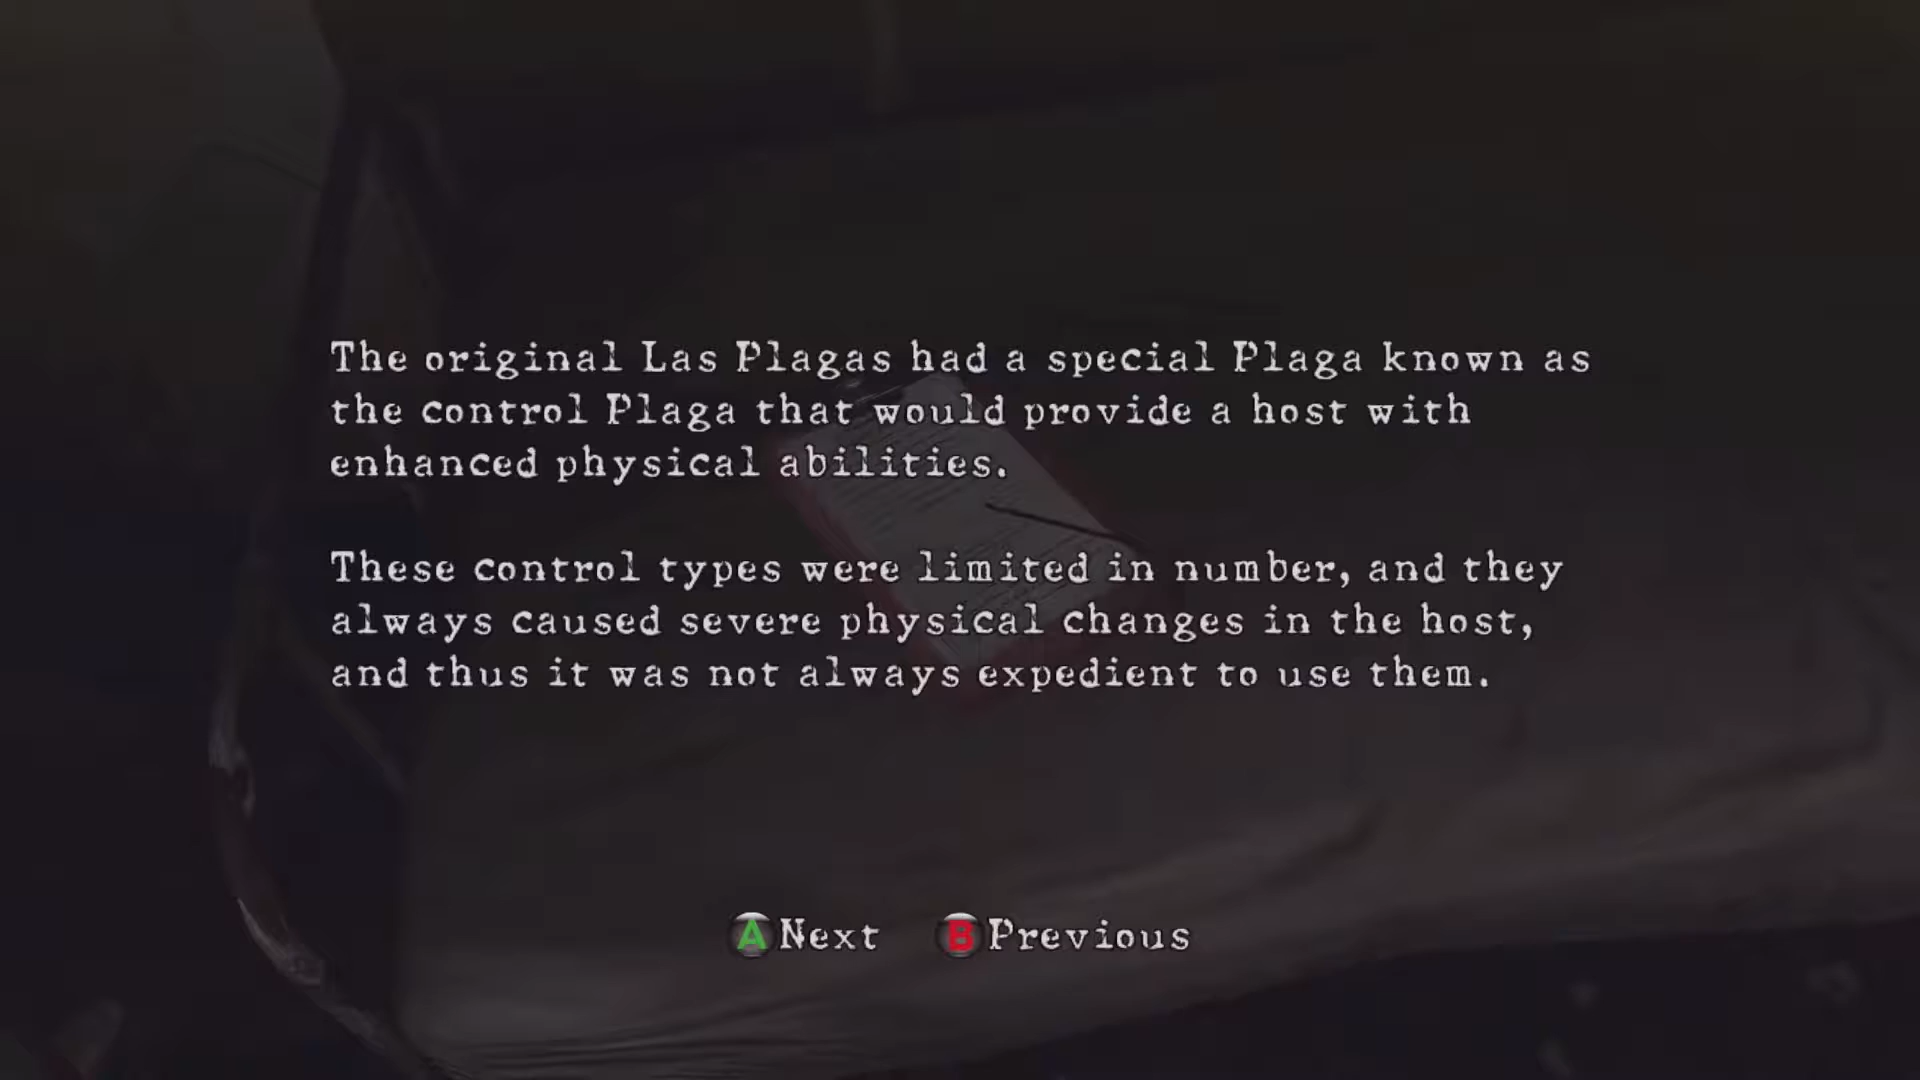 The original Las Plagas had a special Plaga known as
the control Plaga that would provide a host with
enhanced physical abilities.
These control types were limited in number, and they
always caused severe physical changes in the host,
and thus it was not always expedient to use them.
A Next B Previous